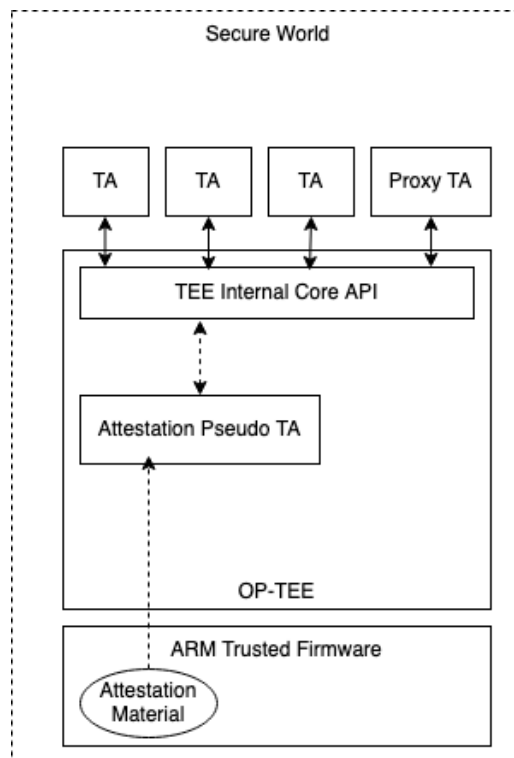 Secure World
TA
TA
TA
Proxy TA
TEE Internal Core API
Attestation Pseudo TA
OP-TEE
ARM Trusted Firmware
Attestation
Material